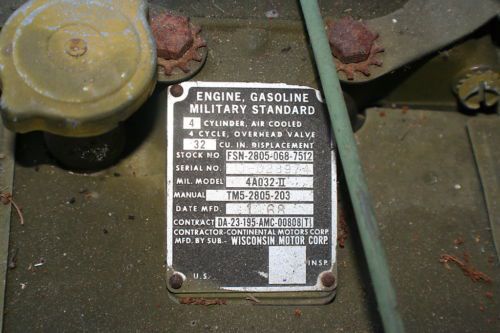 ENGINE, GASOLINE
MILITARY STANDARD
4 CYLINDER, AIR COOLED
4 CYCLE, OVERHEAD VALVE
32 CU. IN. DISPLACEMENT
STOCK NO. FSN-2805-068-7512
SERIAL NO.
MIL. MODEL 4A032-II
MANUAL TM5-2805-203
DATE MFD. 1 68
CONTRACT DA-23-195-AMC-00808(T)
CONTRACTOR-CONTINENTAL MOTORS CORP.
MFD. BY SUB.- WISCONSIN MOTOR CORP.
U.S. INSP.